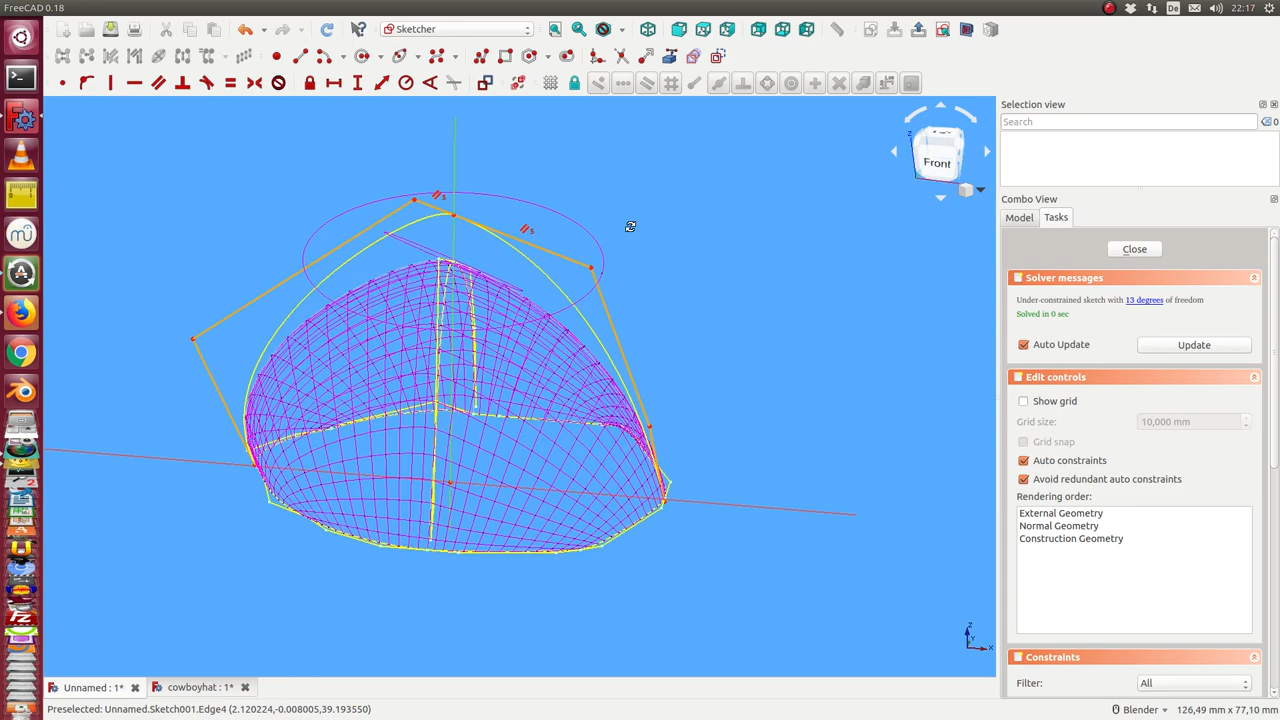 FreeCAD 0.18
De
22:17
Sketcher
Selection view
Search
0
Combo View
Model
Tasks
Close
Solver messages
Under-constrained sketch with 13 degrees of freedom
Solved in 0 sec
Auto Update
Update
Edit controls
Show grid
Grid size:
10,000 mm
Grid snap
Auto constraints
Avoid redundant auto constraints
Rendering order:
External Geometry
Normal Geometry
Construction Geometry
Constraints
Filter:
All
Front
Z
5
5
Z
Y
X
Unnamed : 1*
cowboyhat : 1*
Preselected: Unnamed.Sketch001.Edge4 (2.120224,-0.008005,39.193550)
Blender
126,49 mm x 77,10 mm